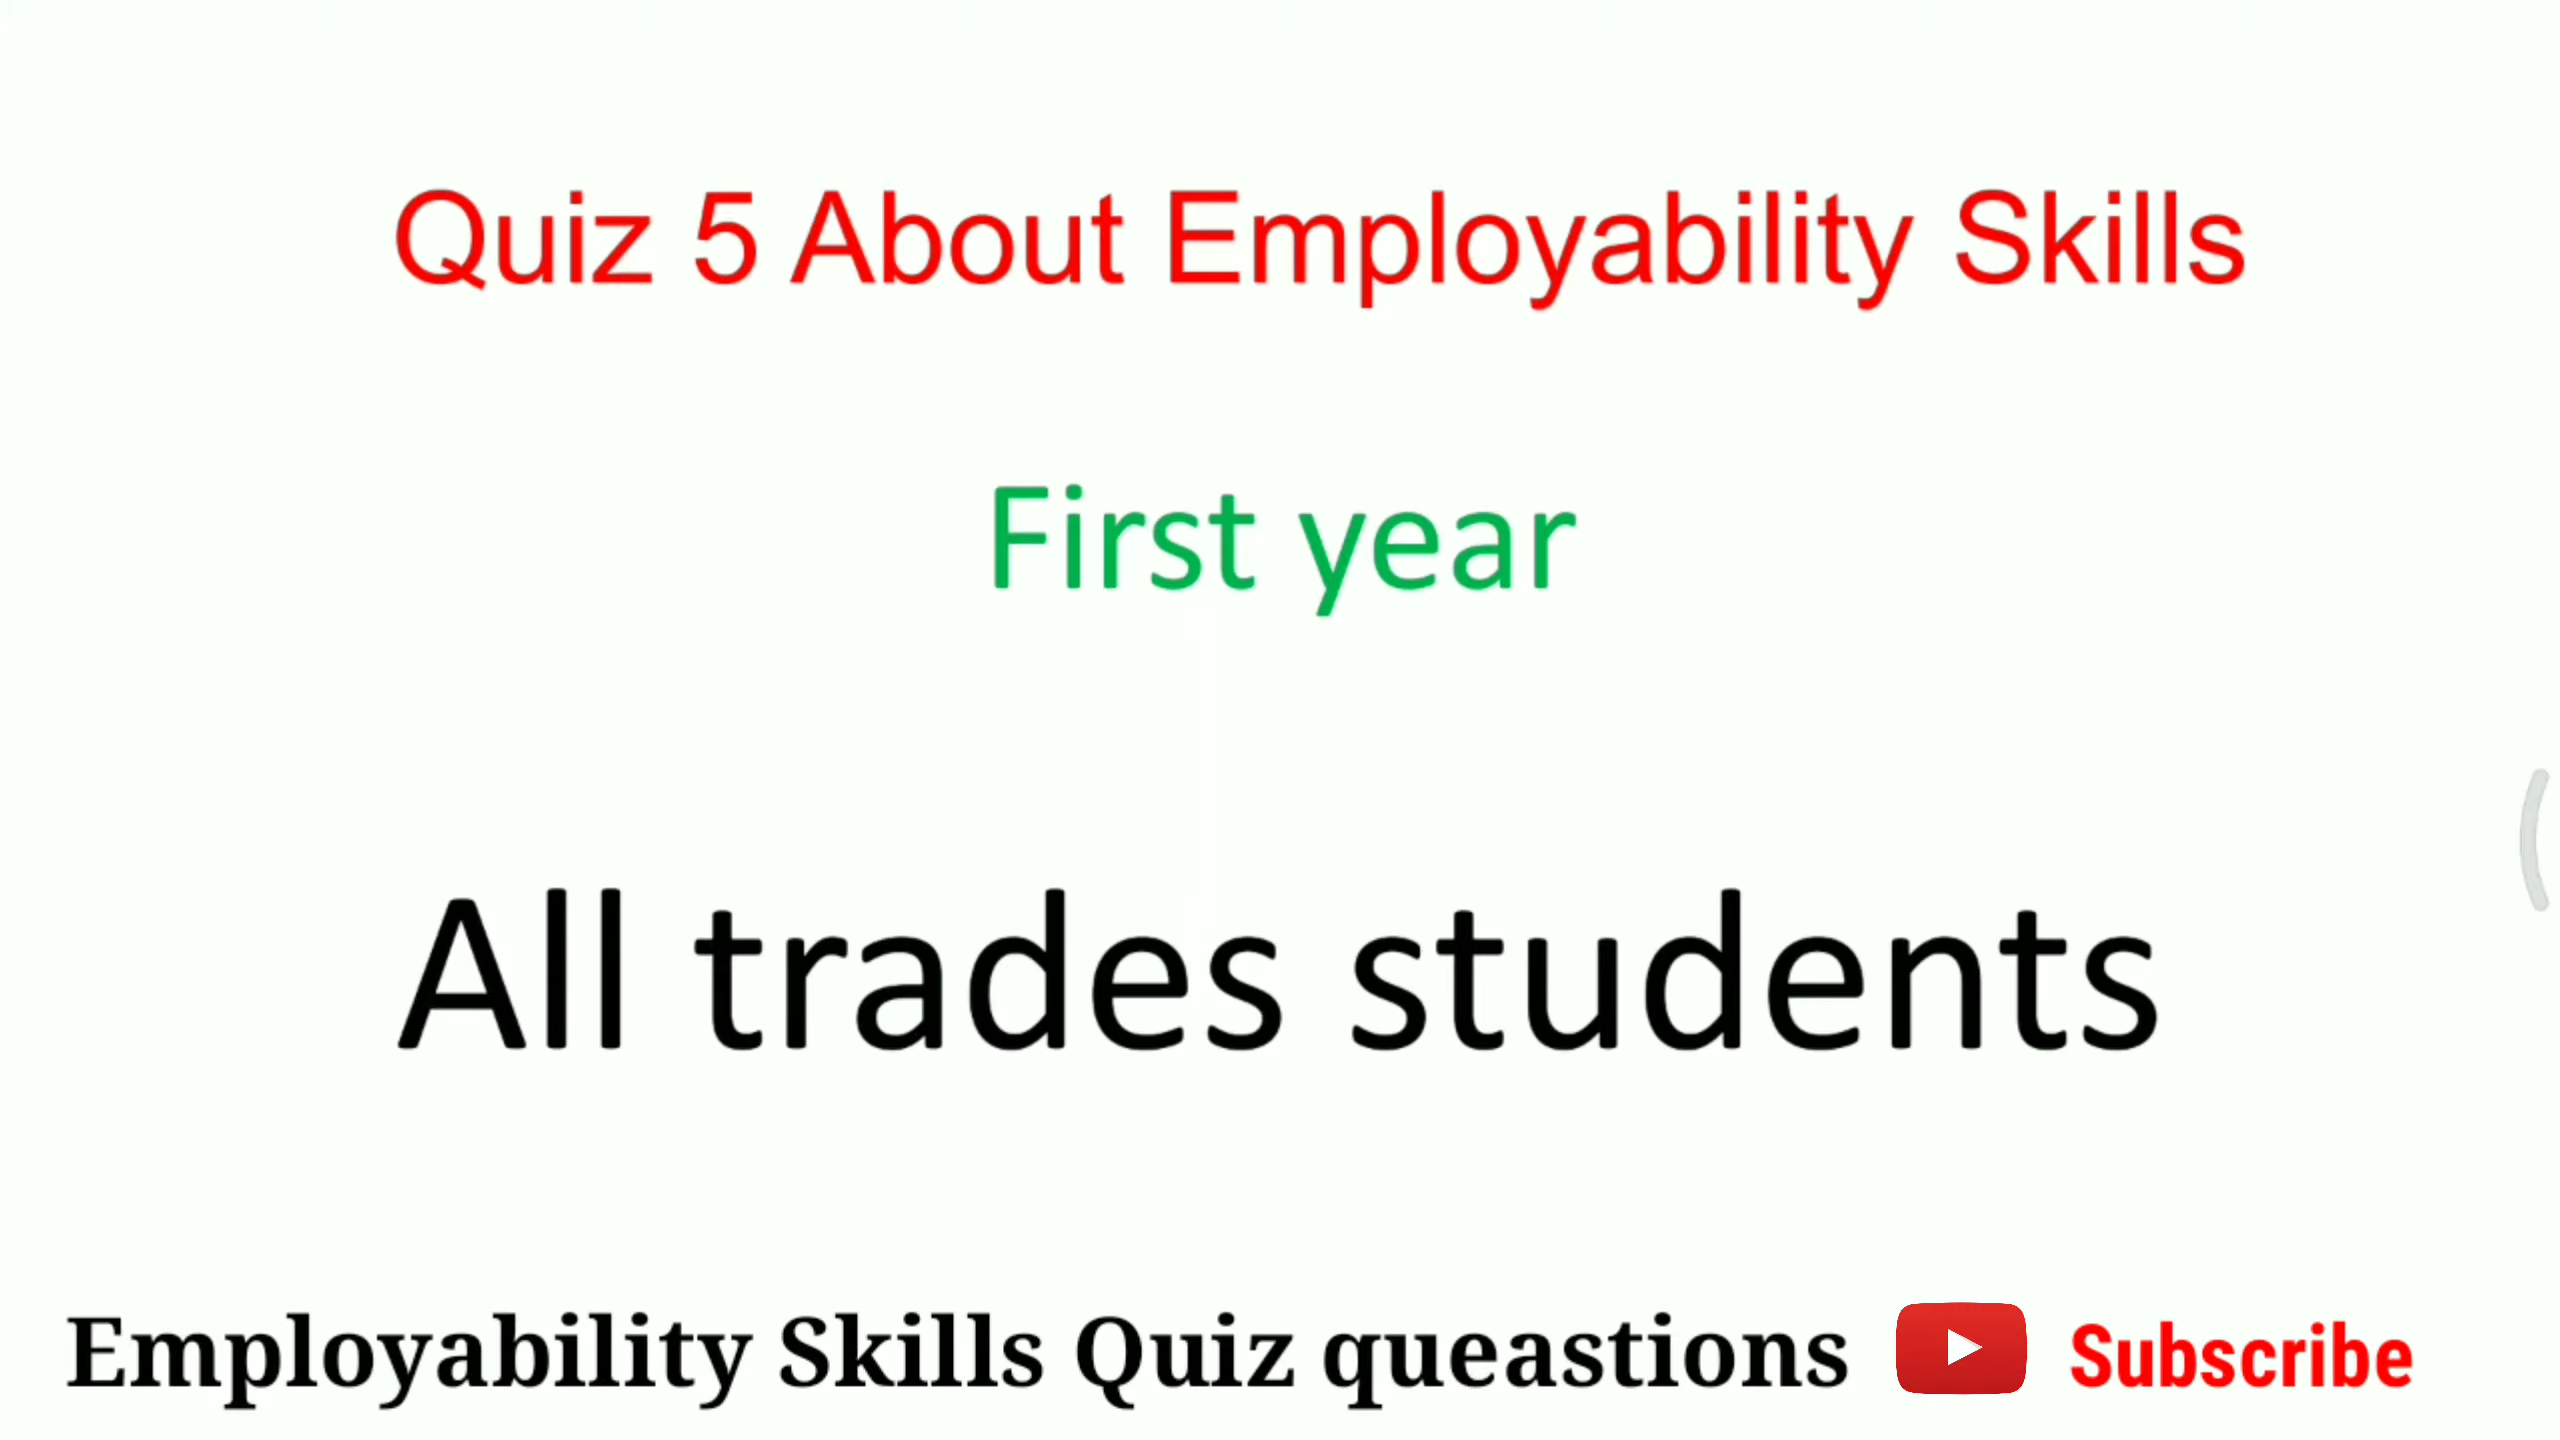 Quiz 5 About Employability Skills
First year
All trades students
Employability Skills Quiz queastions Subscribe